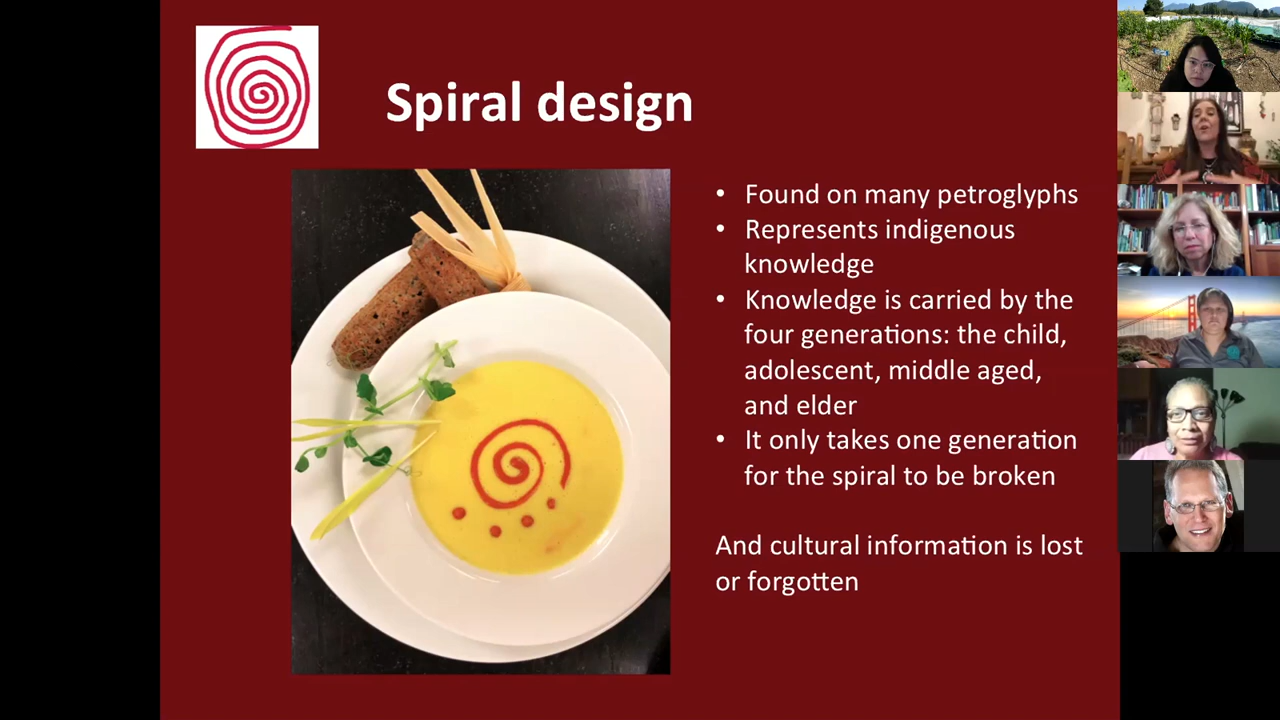 Spiral design
• Found on many petroglyphs
• Represents indigenous
knowledge
• Knowledge is carried by the
four generations: the child,
adolescent, middle aged,
and elder
• It only takes one generation
for the spiral to be broken
And cultural information is lost
or forgotten